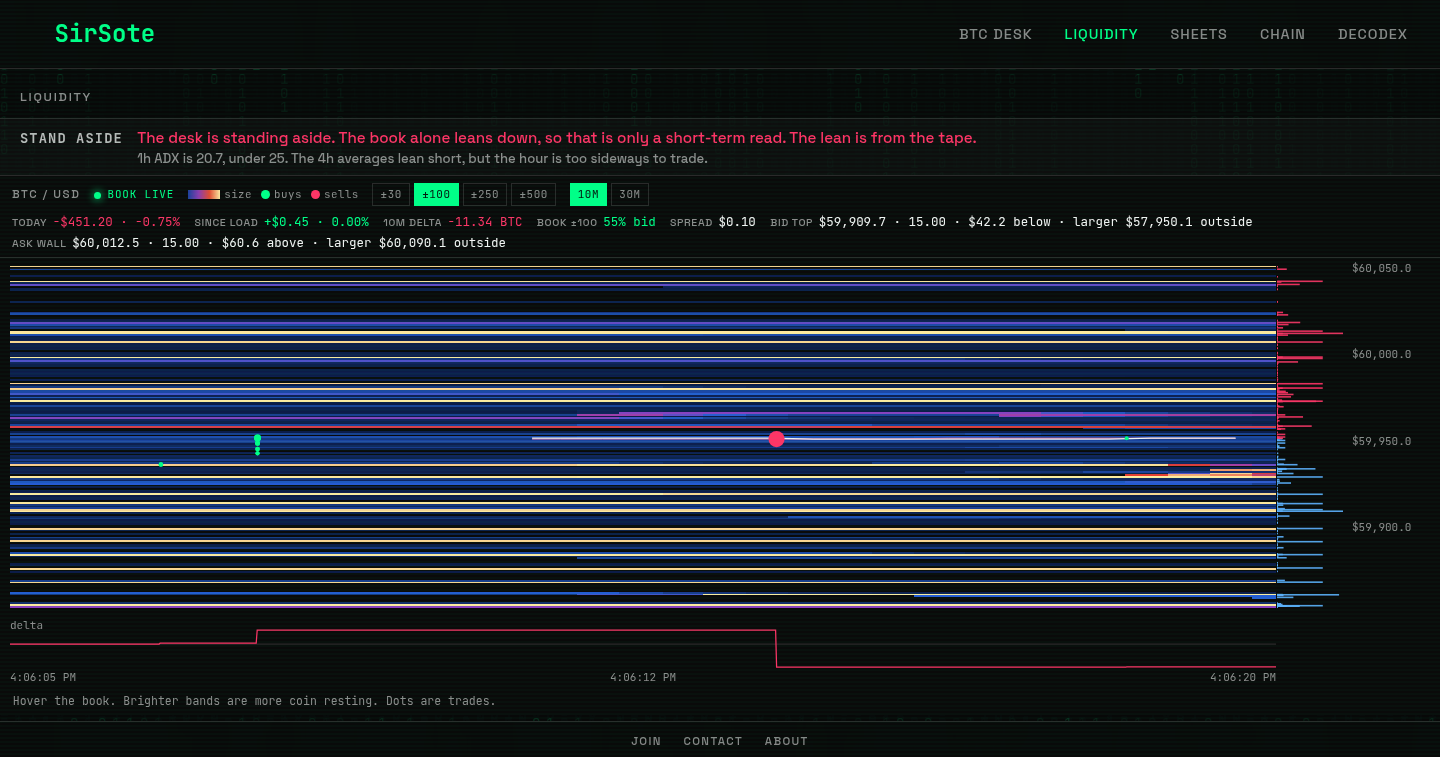 SirSote
BTC DESK LIQUIDITY SHEETS CHAIN DECODEX
LIQUIDITY
STAND ASIDE The desk is standing aside. The book alone leans down, so that is only a short-term read. The lean is from the tape.
1h ADX is 20.7, under 25. The 4h averages lean short, but the hour is too sideways to trade.
BTC / USD BOOK LIVE size buys sells ±30 ±100 ±250 ±500 10M 30M
TODAY -$451.20 · -0.75% SINCE LOAD +$0.45 · 0.00% 10M DELTA -11.34 BTC BOOK ±100 55% bid SPREAD $0.10 BID TOP $59,909.7 · 15.00 · $42.2 below · larger $57,950.1 outside
ASK WALL $60,012.5 · 15.00 · $60.6 above · larger $60,090.1 outside
$60,050.0
$60,000.0
$59,950.0
$59,900.0
delta
4:06:05 PM 4:06:12 PM 4:06:20 PM
Hover the book. Brighter bands are more coin resting. Dots are trades.
JOIN CONTACT ABOUT